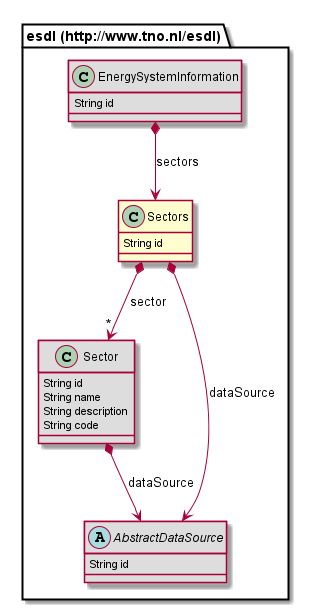 esdl (http://www.tno.nl/esdl)
C EnergySystemInformation
String id
sectors
C Sectors
String id
sector
*
C Sector
String id
String name
String description
String code
dataSource
dataSource
A AbstractDataSource
String id